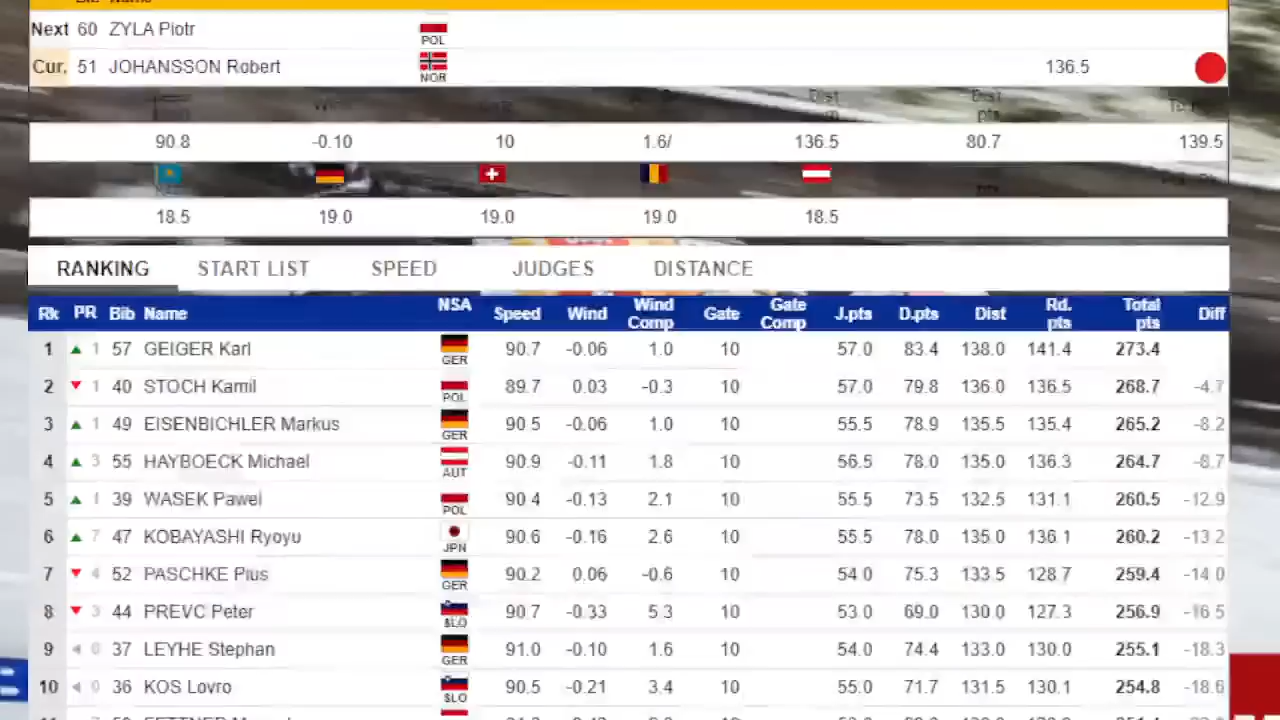 Next 60 ZYLA Piotr POL
Cur. 51 JOHANSSON Robert NOR 136.5
90.8 -0.10 10 1.6/ 136.5 80.7 139.5
18.5 19 0 19.0 19 0 18.5
RANKING START LIST SPEED JUDGES DISTANCE
Rk PR Bib Name NSA Speed Wind Wind Comp Gate Gate Comp J.pts D.pts Dist Rd. pts Total pts Diff
1 1 57 GEIGER Karl GER 90.7 -0.06 1.0 10 57.0 83.4 138.0 141.4 273.4
2 1 40 STOCH Kamil POL 89.7 0.03 -0.3 10 57.0 79.8 136.0 136.5 268.7 -4.7
3 1 49 EISENBICHLER Markus GER 90.5 -0.06 1.0 10 55.5 78.9 135.5 135.4 265.2 -8.2
4 3 55 HAYBOECK Michael AUT 90.9 -0.11 1.8 10 56.5 78.0 135.0 136.3 264.7 -8.7
5 1 39 WASEK Pawel POL 90 4 -0.13 2.1 10 55.5 73.5 132.5 131.1 260.5 -12.9
6 7 47 KOBAYASHI Ryoyu JPN 90.6 -0.16 2.6 10 55.5 78.0 135.0 136 1 260.2 -13.2
7 4 52 PASCHKE Pius GER 90.2 0.06 -0.6 10 54 0 75.3 133.5 128.7 259.4 -14 0
8 3 44 PREVC Peter SLO 90.7 -0.33 5.3 10 53.0 69.0 130.0 127.3 256.9 -16 5
9 0 37 LEYHE Stephan GER 91.0 -0.10 1.6 10 54.0 74.4 133.0 130.0 255.1 -18.3
10 0 36 KOS Lovro SLO 90.5 -0.21 3.4 10 55.0 71.7 131.5 130.1 254.8 -18.6